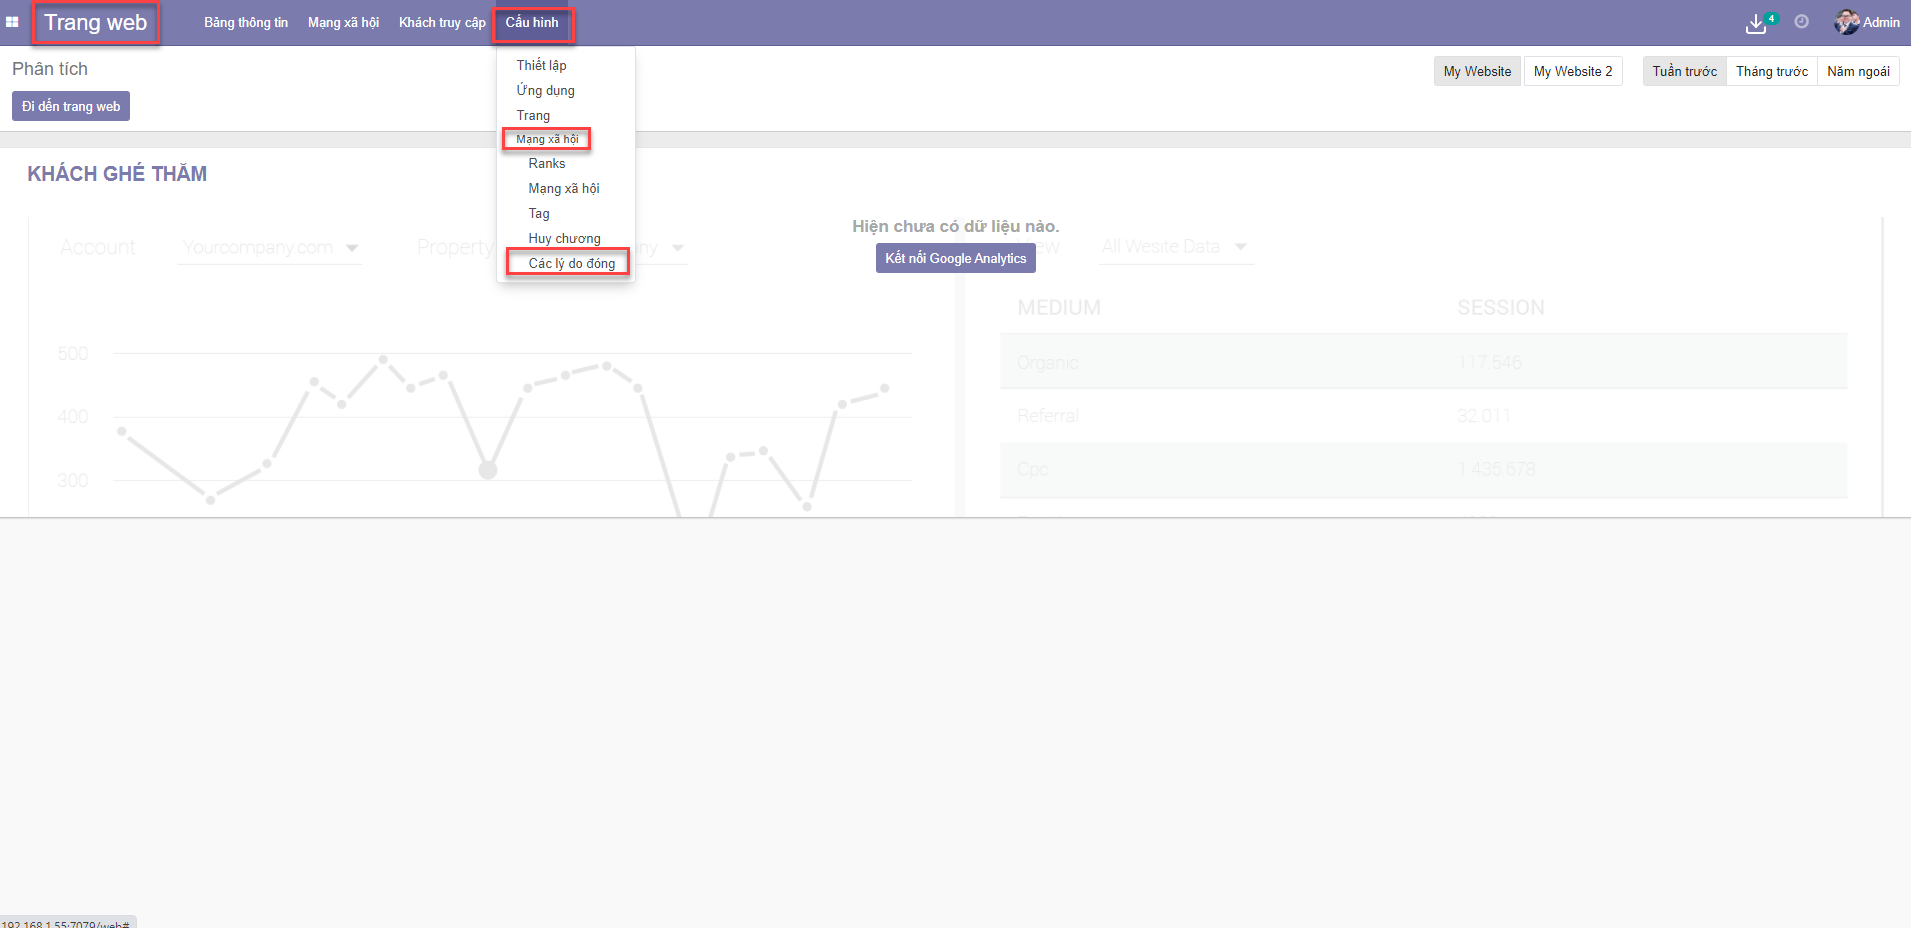 Trang web
Bảng thông tin
Mạng xã hội
Khách truy cập
Cấu hình
4
Admin
Phân tích
Đi đến trang web
My Website
My Website 2
Tuần trước
Tháng trước
Năm ngoái
Thiết lập
Ứng dụng
Trang
Mạng xã hội
Ranks
Mạng xã hội
Tag
Huy chương
Các lý do đóng
KHÁCH GHÉ THĂM
Hiện chưa có dữ liệu nào.
Kết nối Google Analytics
Account
Yourcompany.com
Property
All Wesite Data
MEDIUM
SESSION
Organic
117.546
Referral
32.011
Cpc
1.435.678
500
400
300
192.168.1.55:7079/web#